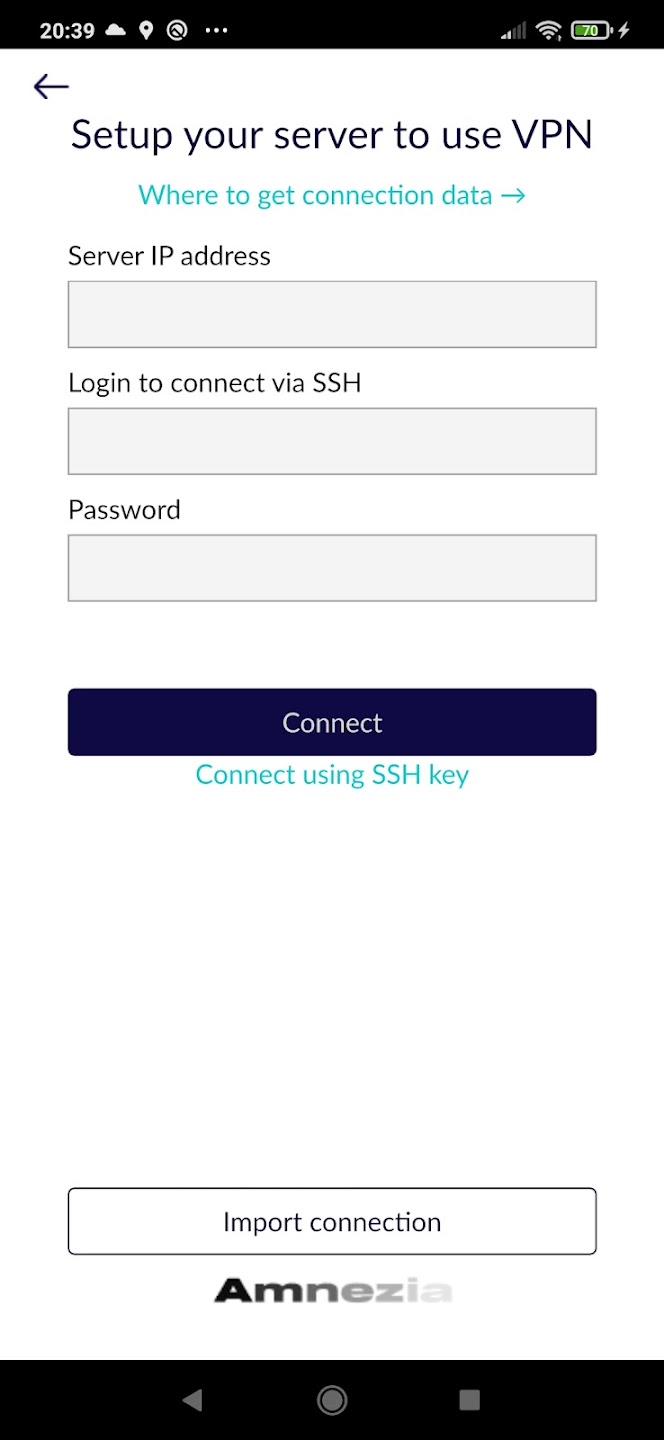 20:39
70
Setup your server to use VPN
Where to get connection data →
Server IP address
Login to connect via SSH
Password
Connect
Connect using SSH key
Import connection
Amnezia